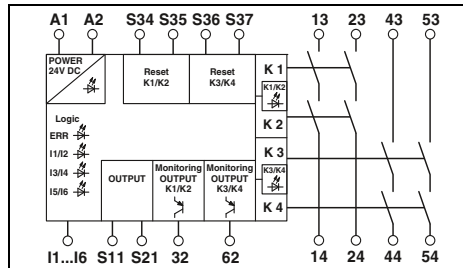 A1 A2 S34 S35 S36 S37 13 23 43 53
POWER
24V DC
Reset
K1/K2
Reset
K3/K4
K 1
K1/K2
K 2
Logic
ERR
I1/I2
I3/I4
I5/I6
OUTPUT
Monitoring
OUTPUT
K1/K2
Monitoring
OUTPUT
K3/K4
K 3
K3/K4
K 4
I1...I6 S11 S21 32 62 14 24 44 54